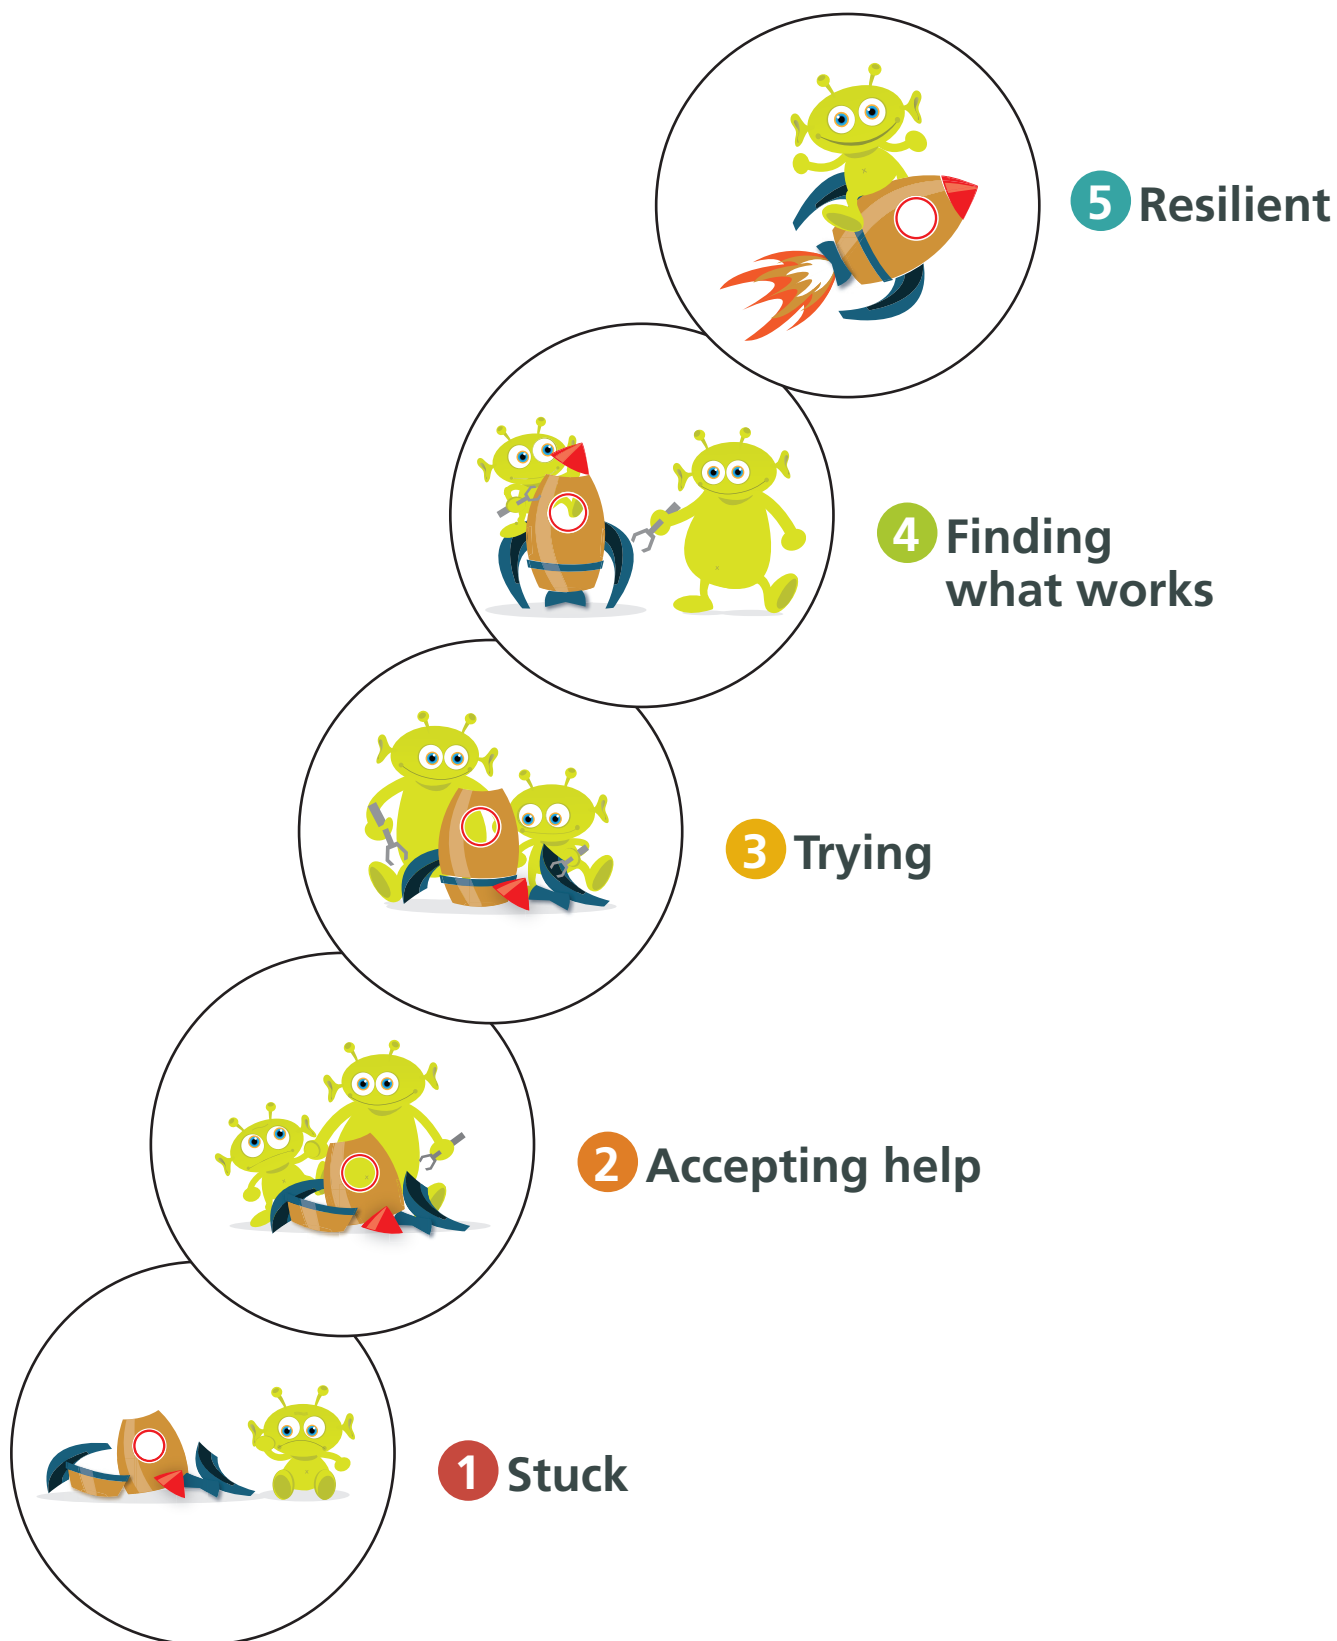 5 Resilient
4 Finding
what works
3 Trying
2 Accepting help
1 Stuck